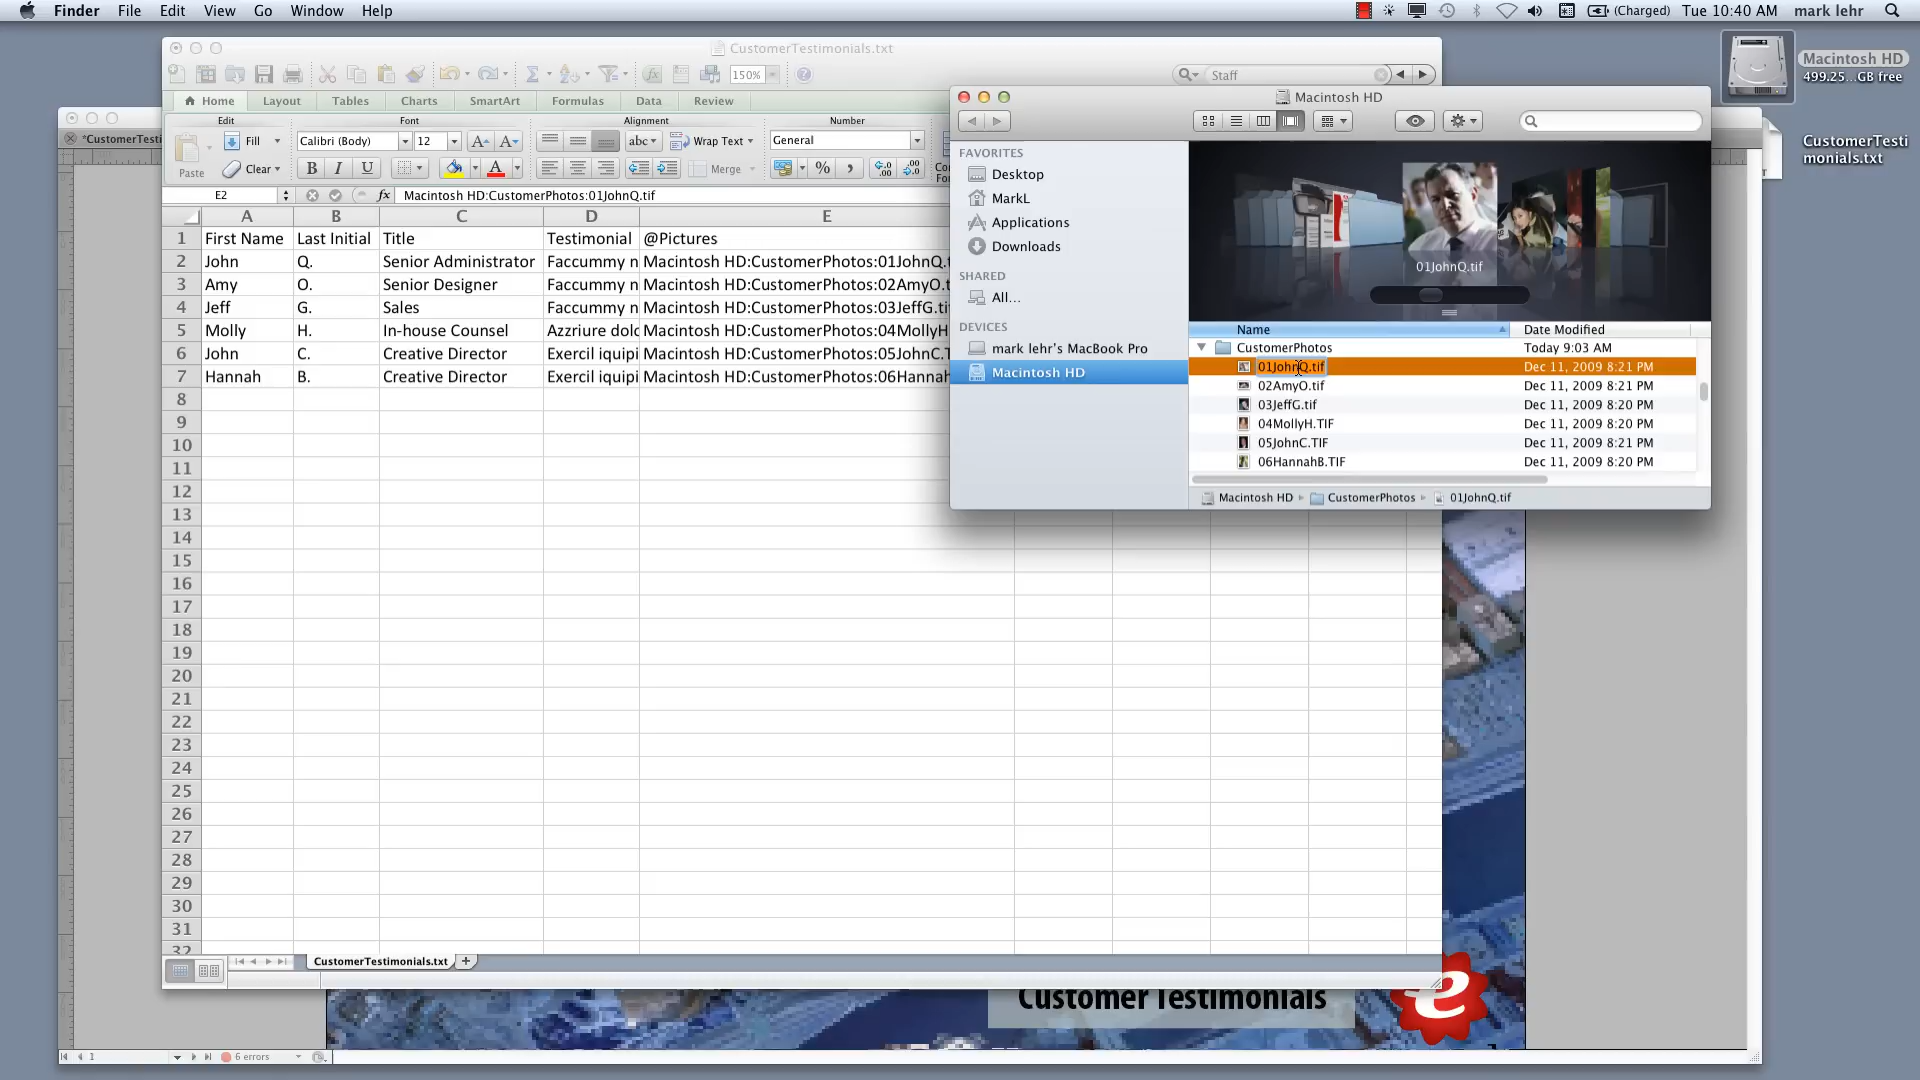 Finder File Edit View Go Window Help (Charged) Tue 10:40 AM mark lehr
Macintosh HD
499.25...GB free
CustomerTesti
monials.txt
CustomerTestimonials.txt
150% Staff
Home Layout Tables Charts SmartArt Formulas Data Review
Edit Font Alignment Number
*CustomerTesti
Paste Fill Calibri (Body) 12 abc Wrap Text General
Clear B I U A Merge %
E2 fx Macintosh HD:CustomerPhotos:01JohnQ.tif
A B C D E
1 First Name Last Initial Title Testimonial @Pictures
2 John Q. Senior Administrator Faccummy n Macintosh HD:CustomerPhotos:01JohnQ.t
3 Amy O. Senior Designer Faccummy n Macintosh HD:CustomerPhotos:02AmyO.t
4 Jeff G. Sales Faccummy n Macintosh HD:CustomerPhotos:03JeffG.ti
5 Molly H. In-house Counsel Azzriure dolo Macintosh HD:CustomerPhotos:04MollyH
6 John C. Creative Director Exercil iquipi Macintosh HD:CustomerPhotos:05JohnC.T
7 Hannah B. Creative Director Exercil iquipi Macintosh HD:CustomerPhotos:06Hannah
8
9
10
11
12
13
14
15
16
17
18
19
20
21
22
23
24
25
26
27
28
29
30
31
32
CustomerTestimonials.txt
Macintosh HD
FAVORITES
Desktop
MarkL
Applications
Downloads
SHARED
All...
DEVICES
mark lehr's MacBook Pro
Macintosh HD
01JohnQ.tif
Name Date Modified
CustomerPhotos Today 9:03 AM
01JohnQ.tif Dec 11, 2009 8:21 PM
02AmyO.tif Dec 11, 2009 8:21 PM
03JeffG.tif Dec 11, 2009 8:20 PM
04MollyH.TIF Dec 11, 2009 8:20 PM
05JohnC.TIF Dec 11, 2009 8:21 PM
06HannahB.TIF Dec 11, 2009 8:20 PM
Macintosh HD CustomerPhotos 01JohnQ.tif
Customer Testimonials
e
1 6 errors